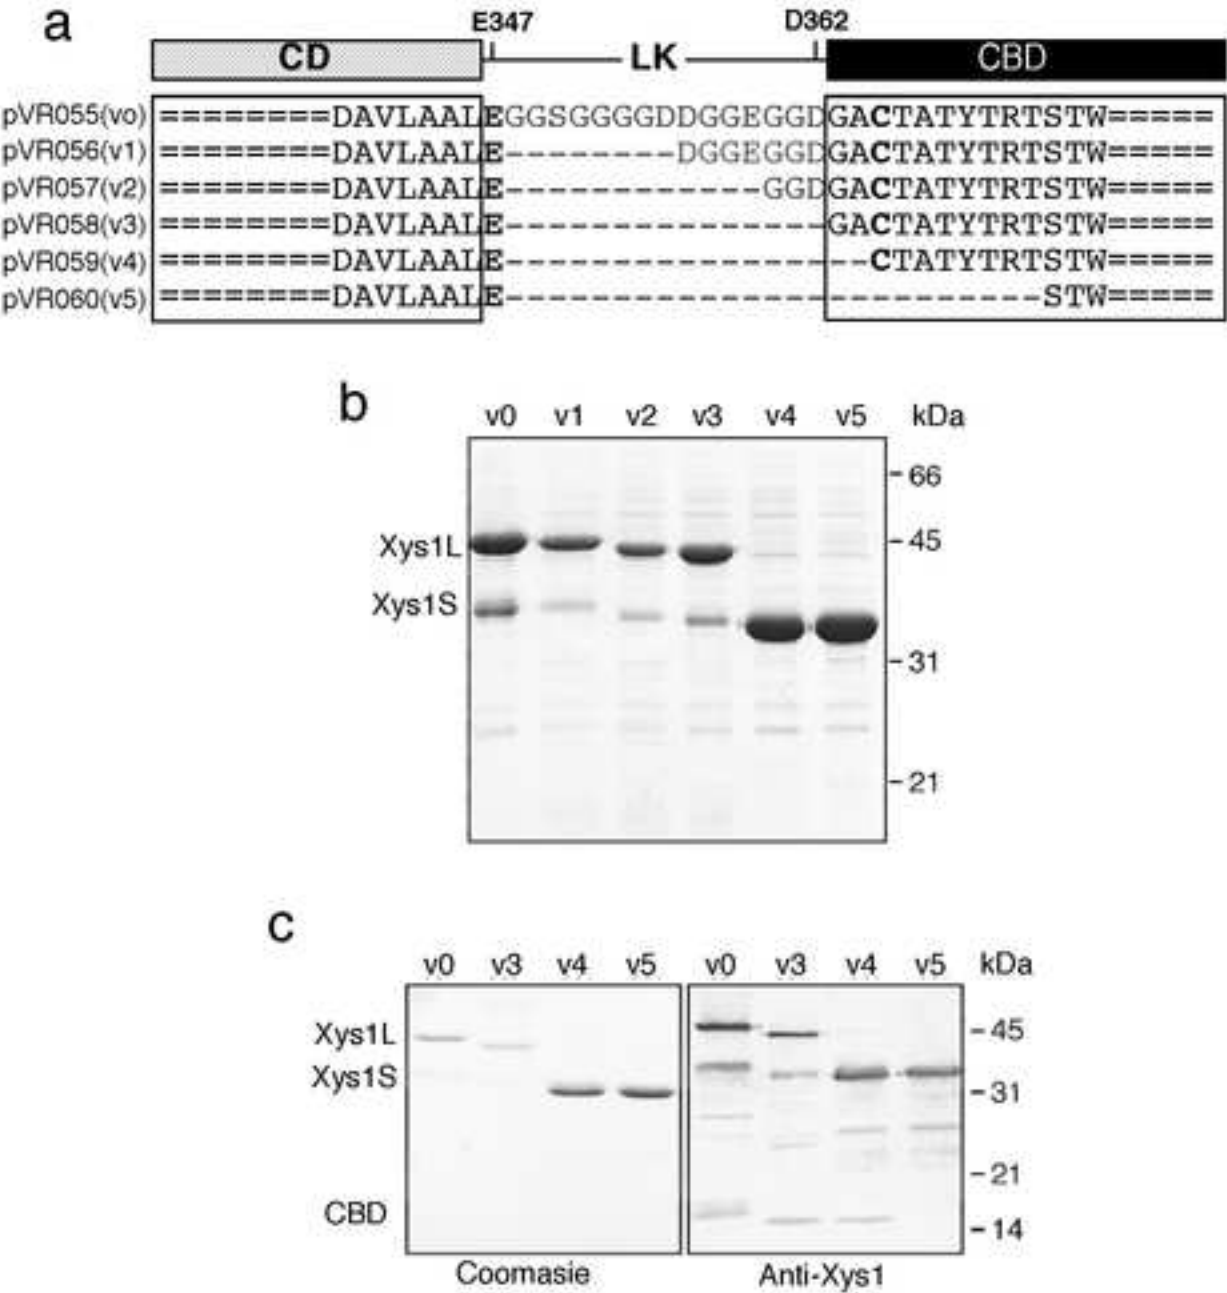 a
E347 D362
CD LK CBD
pVR055(vo) ========DAVLAALEGGSGGGGDDGGEGGDGACTATYTRTSTW=====
pVR056(v1) ========DAVLAALE--------DGGEGGDGACTATYTRTSTW=====
pVR057(v2) ========DAVLAALE------------GGDGACTATYTRTSTW=====
pVR058(v3) ========DAVLAALE---------------GACTATYTRTSTW=====
pVR059(v4) ========DAVLAALE-----------------CTATYTRTSTW=====
pVR060(v5) ========DAVLAALE-------------------------STW=====
b
v0 v1 v2 v3 v4 v5 kDa
66
Xys1L 45
Xys1S
31
21
c
v0 v3 v4 v5 v0 v3 v4 v5 kDa
Xys1L 45
Xys1S 31
21
CBD 14
Coomasie Anti-Xys1